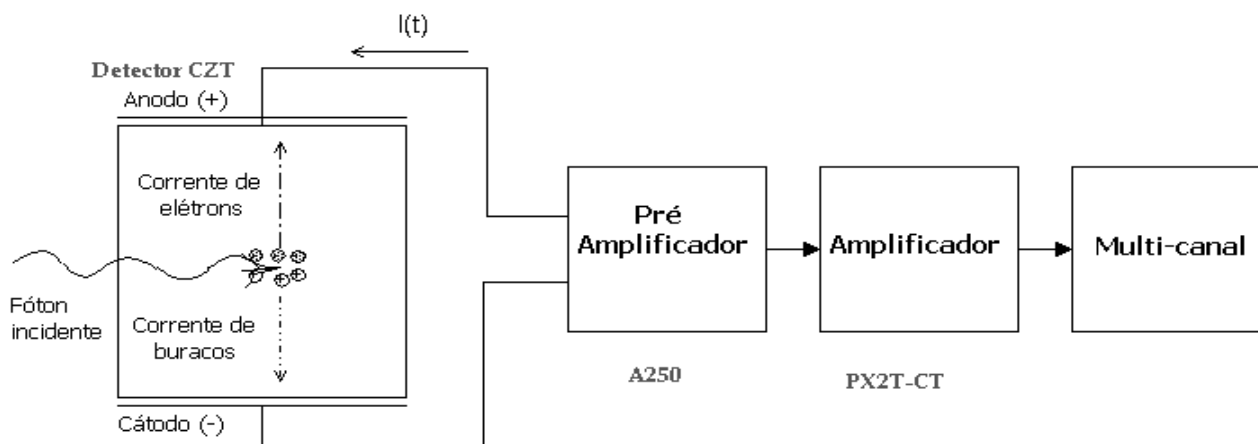 I(t)
Detector CZT
Anodo (+)
Corrente de
elétrons
Fóton
incidente
Corrente de
buracos
Cátodo (-)
Pré
Amplificador
A250
Amplificador
PX2T-CT
Multi-canal